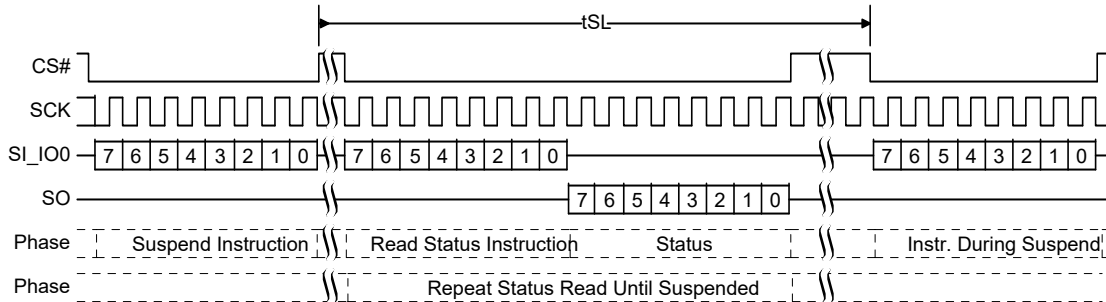 tSL
CS#
SCK
SI_IO0 7 6 5 4 3 2 1 0 7 6 5 4 3 2 1 0 7 6 5 4 3 2 1 0
SO 7 6 5 4 3 2 1 0
Phase Suspend Instruction Read Status Instruction Status Instr. During Suspend
Phase Repeat Status Read Until Suspended